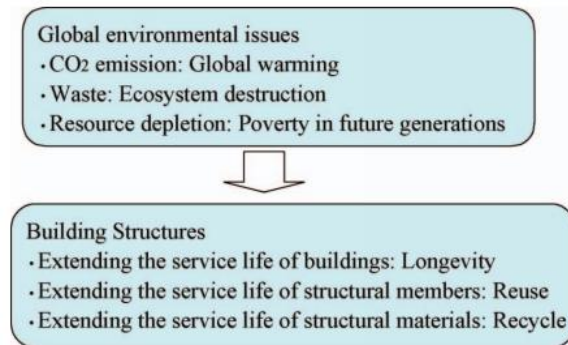 Global environmental issues
・CO2 emission: Global warming
・Waste: Ecosystem destruction
・Resource depletion: Poverty in future generations
Building Structures
・Extending the service life of buildings: Longevity
・Extending the service life of structural members: Reuse
・Extending the service life of structural materials: Recycle